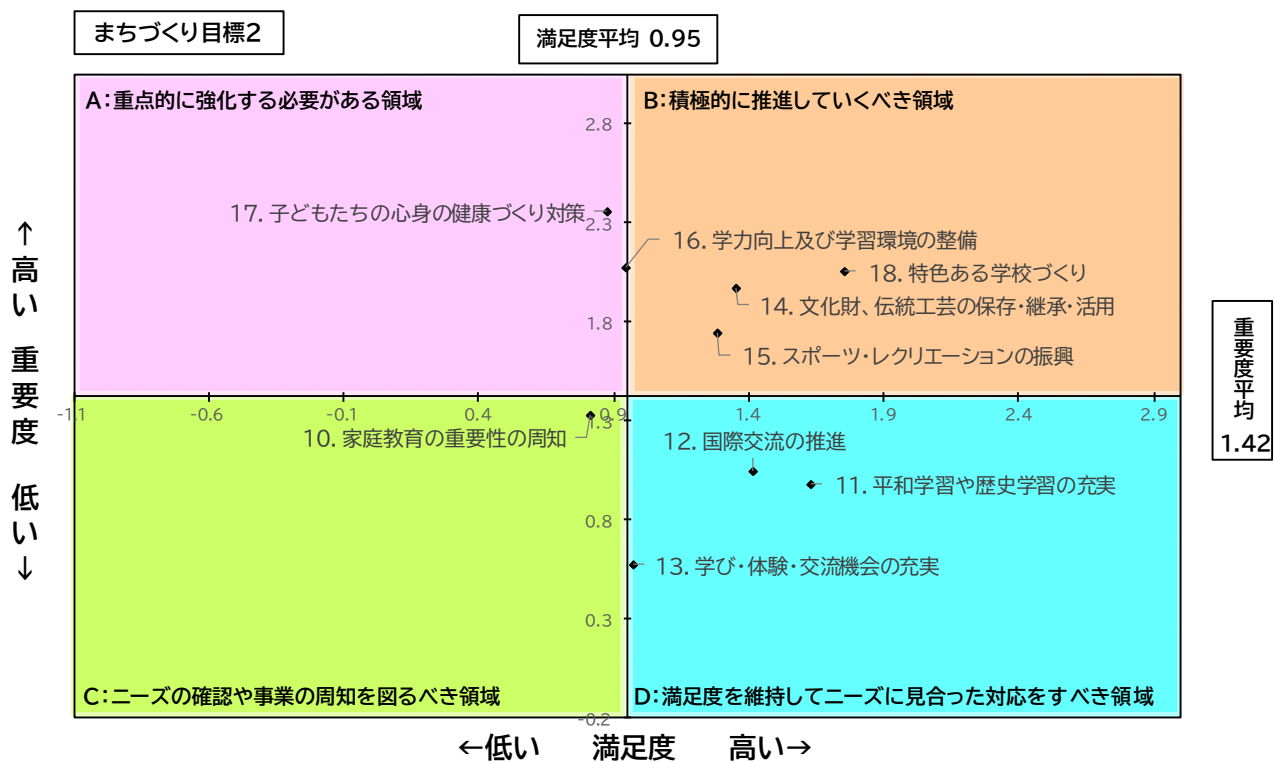 まちづくり目標2
満足度平均 0.95
A：重点的に強化する必要がある領域
B：積極的に推進していくべき領域
2.8
17. 子どもたちの心身の健康づくり対策
2.3
16. 学力向上及び学習環境の整備
18. 特色ある学校づくり
14. 文化財、伝統工芸の保存・継承・活用
1.8
15. スポーツ・レクリエーションの振興
↑高い 重要度 低い↓
重要度平均
1.42
-1.1 -0.6 -0.1 0.4 0.9 1.4 1.9 2.4 2.9
1.3
10. 家庭教育の重要性の周知
12. 国際交流の推進
11. 平和学習や歴史学習の充実
0.8
13. 学び・体験・交流機会の充実
0.3
C：ニーズの確認や事業の周知を図るべき領域
D：満足度を維持してニーズに見合った対応をすべき領域
-0.2
←低い 満足度 高い→